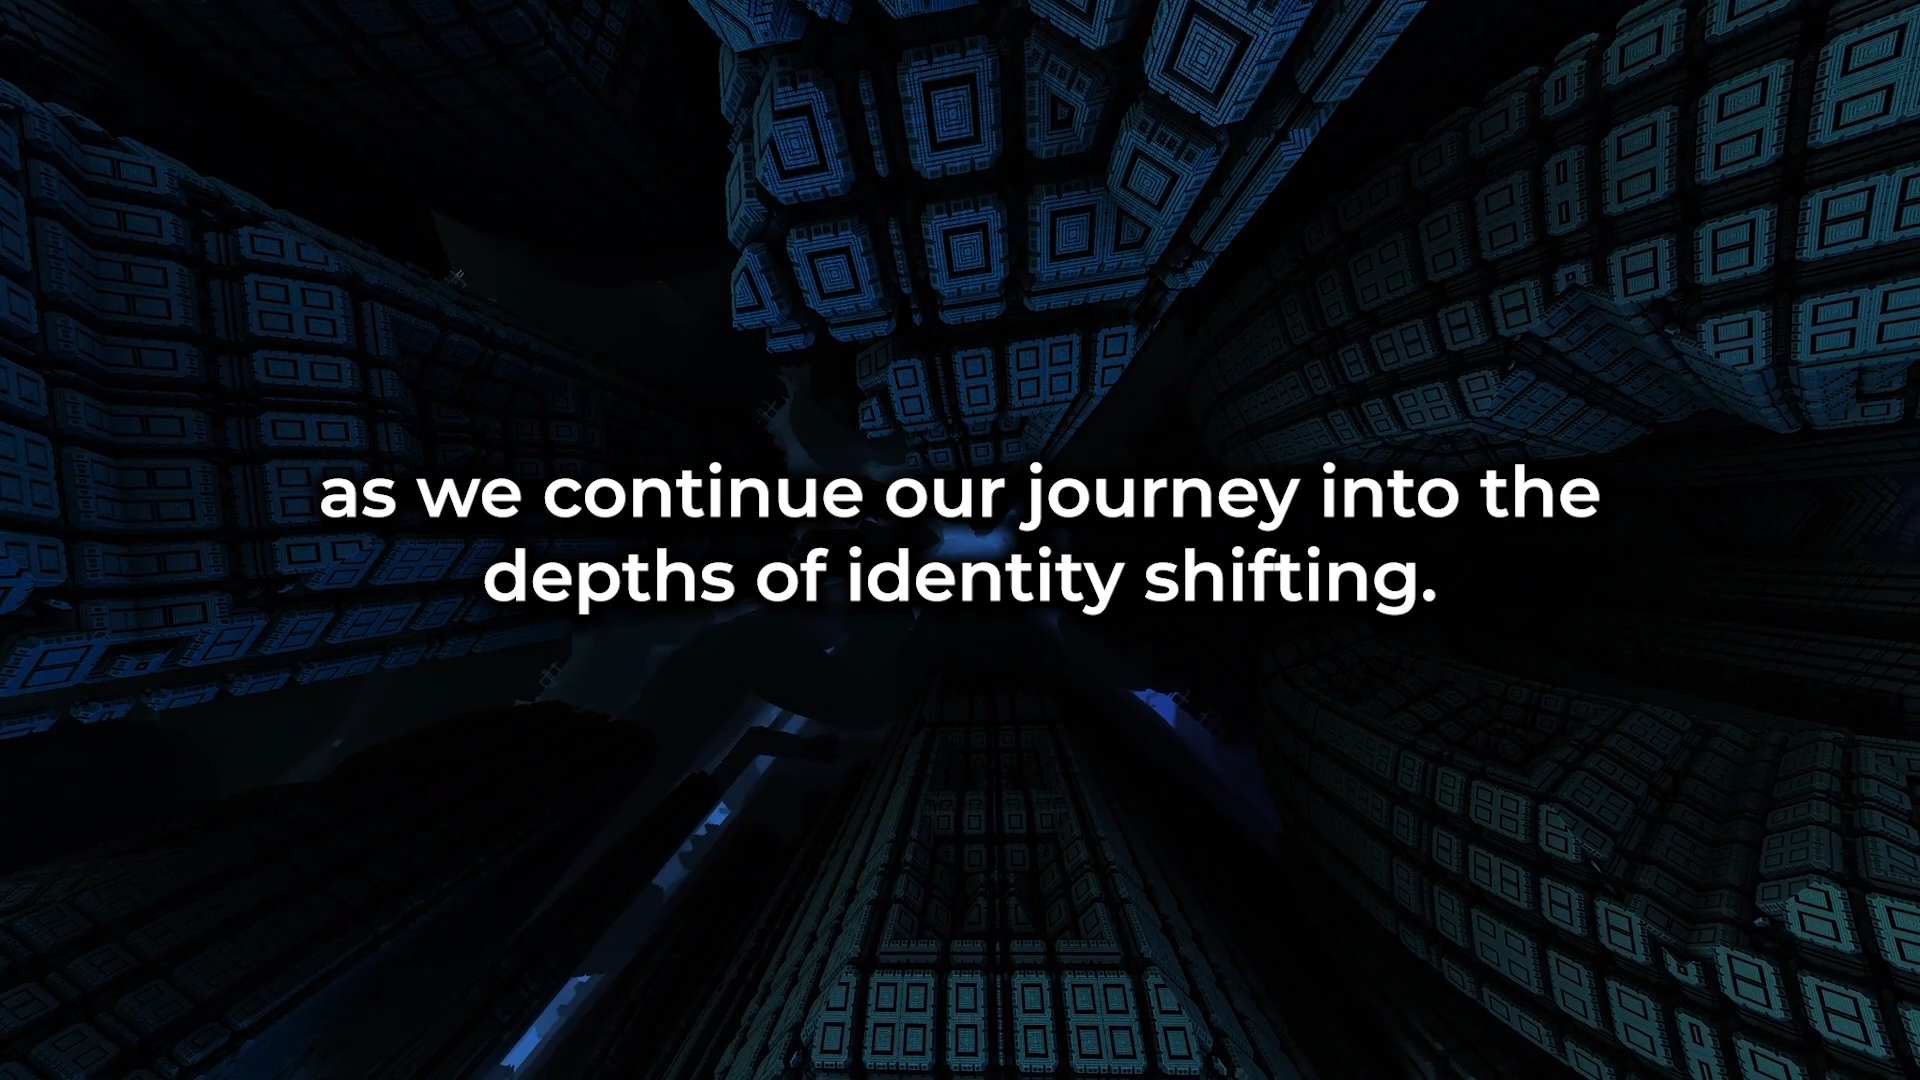 as we continue our journey into the
depths of identity shifting.